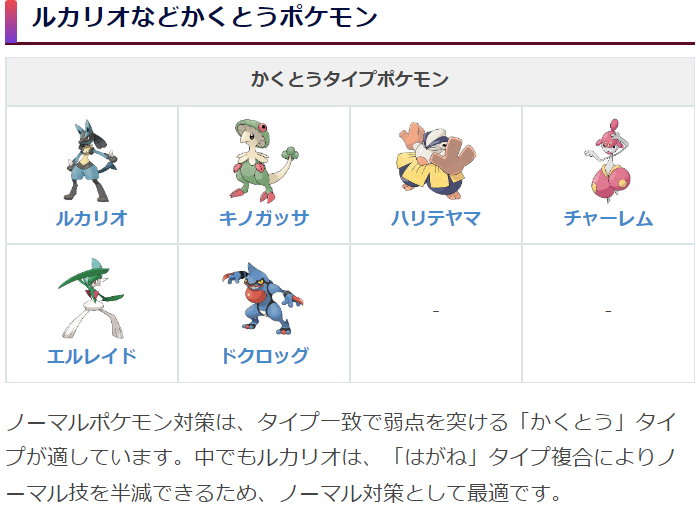 ルカリオなどかくとうポケモン
かくとうタイプポケモン
ルカリオ
キノガッサ
ハリテヤマ
チャーレム
エルレイド
ドクロッグ
-
-
ノーマルポケモン対策は、タイプ一致で弱点を突ける「かくとう」タイ
プが適しています。中でもルカリオは、「はがね」タイプ複合によりノ
ーマル技を半減できるため、ノーマル対策として最適です。